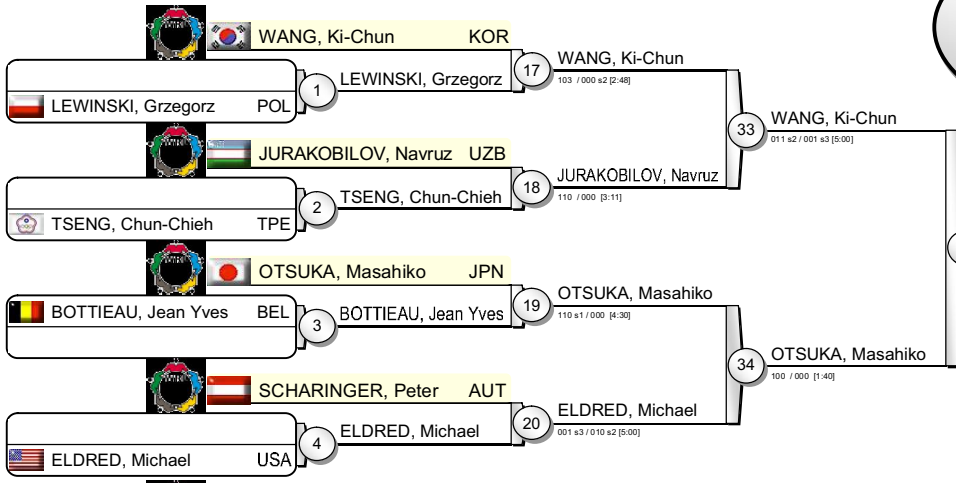 WANG, Ki-Chun KOR
LEWINSKI, Grzegorz POL
1
LEWINSKI, Grzegorz
17
WANG, Ki-Chun
103 / 000 s2 [2:48]
JURAKOBILOV, Navruz UZB
TSENG, Chun-Chieh TPE
2
TSENG, Chun-Chieh
18
JURAKOBILOV, Navruz
110 / 000 [3:11]
33
WANG, Ki-Chun
011 s2 / 001 s3 [5:00]
OTSUKA, Masahiko JPN
BOTTIEAU, Jean Yves BEL
3
BOTTIEAU, Jean Yves
19
OTSUKA, Masahiko
110 s1 / 000 [4:30]
SCHARINGER, Peter AUT
ELDRED, Michael USA
4
ELDRED, Michael
20
ELDRED, Michael
001 s3 / 010 s2 [5:00]
34
OTSUKA, Masahiko
100 / 000 [1:40]